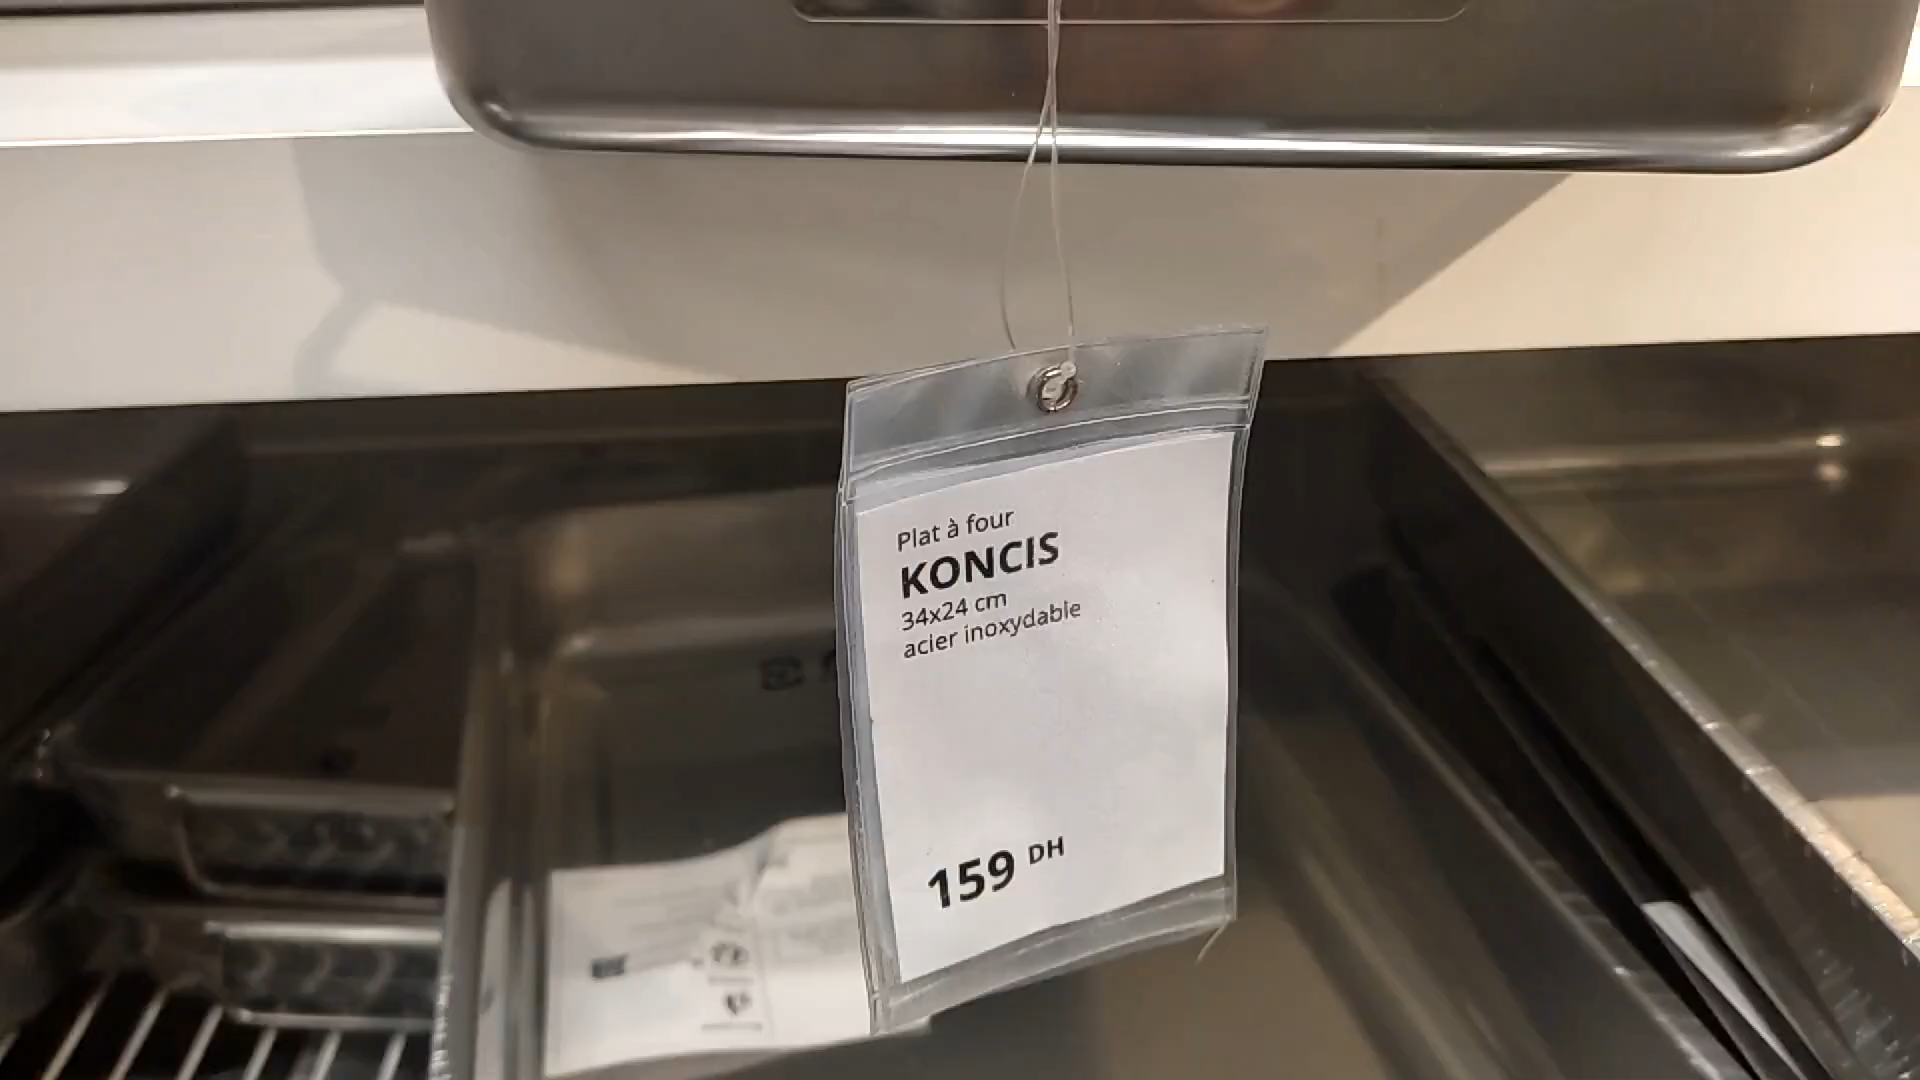 Plat à four
KONCIS
34x24 cm
acier inoxydable
159 DH